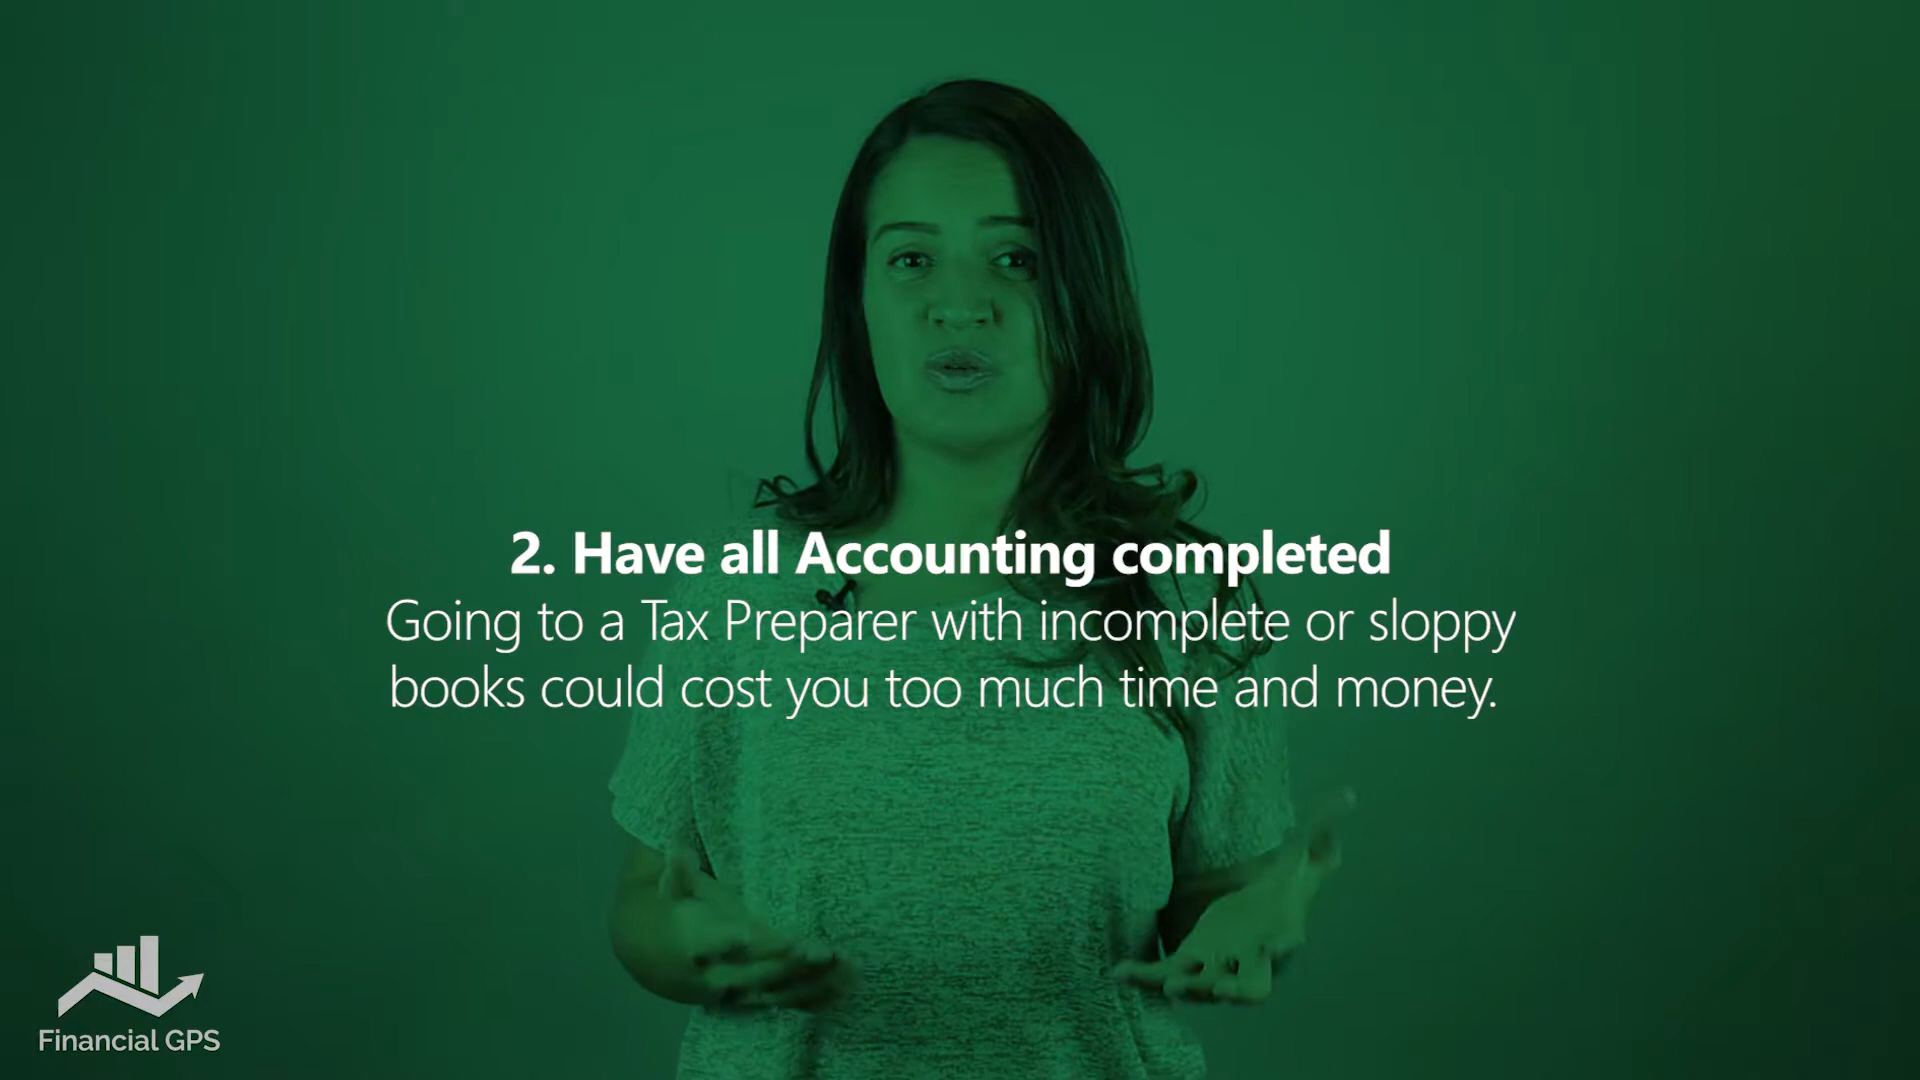 2. Have all Accounting completed
Going to a Tax Preparer with incomplete or sloppy
books could cost you too much time and money.
Financial GPS